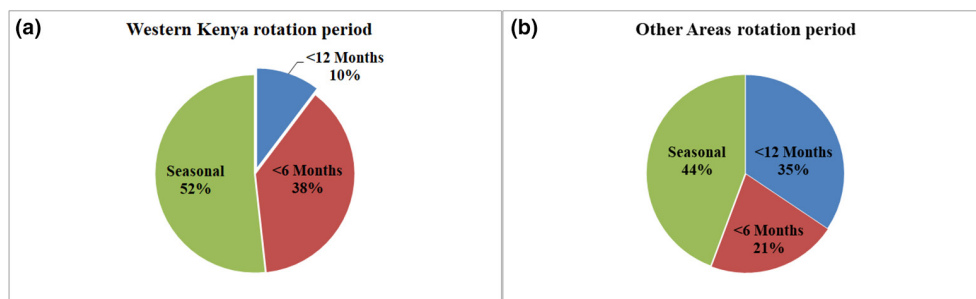 (a)
Western Kenya rotation period
<12 Months
10%
Seasonal
52%
<6 Months
38%
(b)
Other Areas rotation period
Seasonal
44%
<12 Months
35%
<6 Months
21%